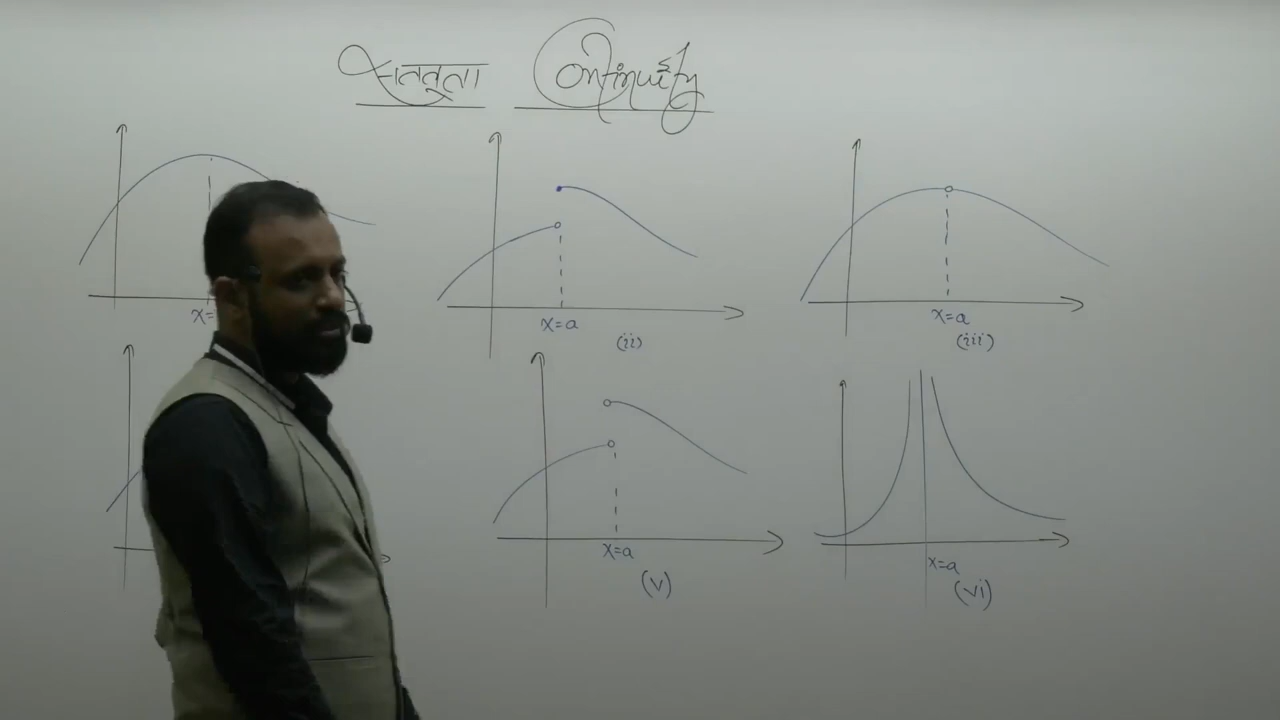 सततता Continuity
x=
x=a
(ii)
x=a
(iii)
x=a
(v)
x=a
(vi)